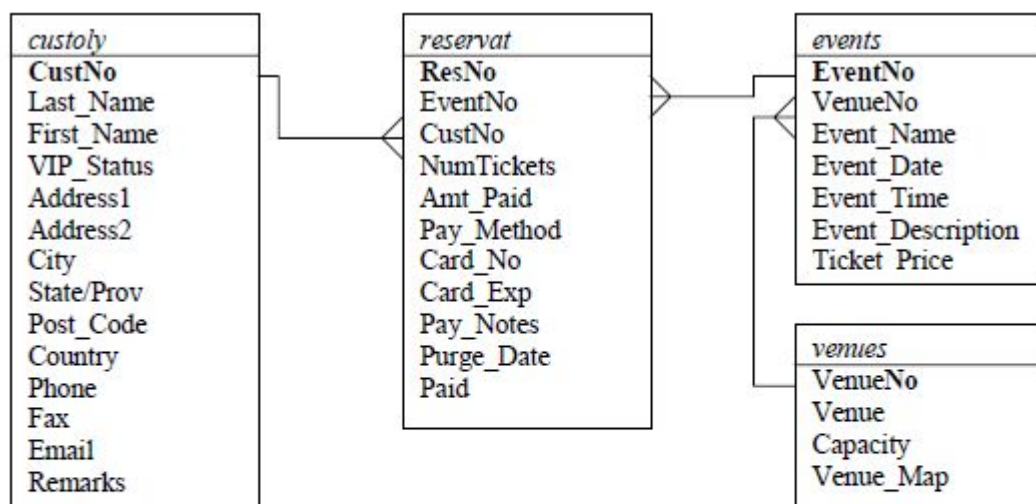 custoly
CustNo
Last_Name
First_Name
VIP_Status
Address1
Address2
City
State/Prov
Post_Code
Country
Phone
Fax
Email
Remarks
reservat
ResNo
EventNo
CustNo
NumTickets
Amt_Paid
Pay_Method
Card_No
Card_Exp
Pay_Notes
Purge_Date
Paid
events
EventNo
VenueNo
Event_Name
Event_Date
Event_Time
Event_Description
Ticket_Price
venues
VenueNo
Venue
Capacity
Venue_Map